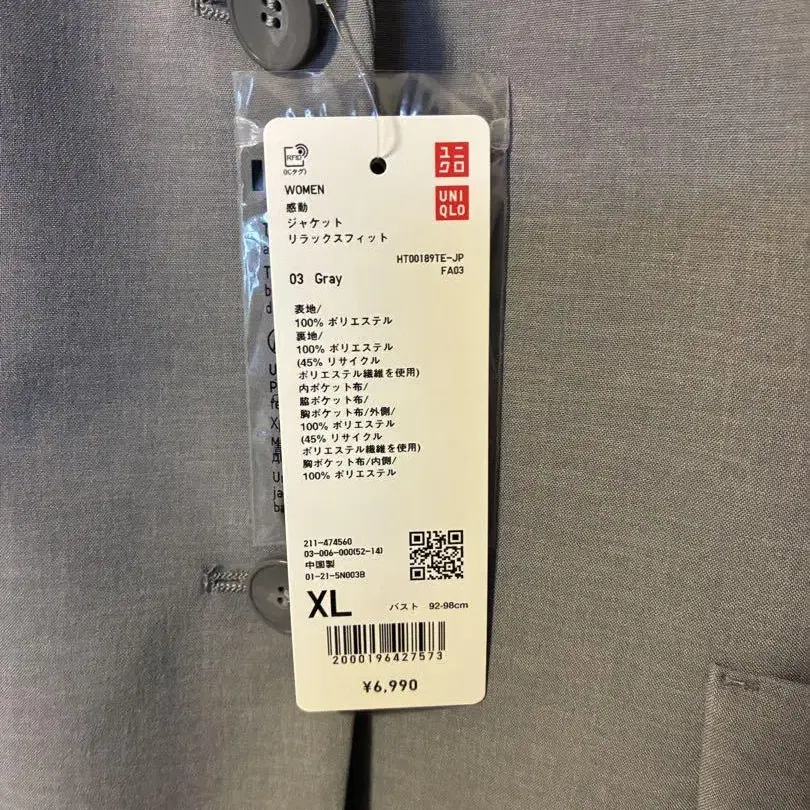 RFID
(ICタグ)
ユニ
クロ
UNI
QLO
WOMEN
感動
ジャケット
リラックスフィット
HT00189TE-JP
FA03
03 Gray
表地/
100% ポリエステル
裏地/
100% ポリエステル
(45% リサイクル
ポリエステル繊維を使用)
内ポケット布/
脇ポケット布/
胸ポケット布/外側/
100% ポリエステル
(45% リサイクル
ポリエステル繊維を使用)
胸ポケット布/内側/
100% ポリエステル
211-474560
03-006-000(52-14)
中国製
01-21-5N003B
XL
バスト 92-98cm
2000196427573
¥6,990